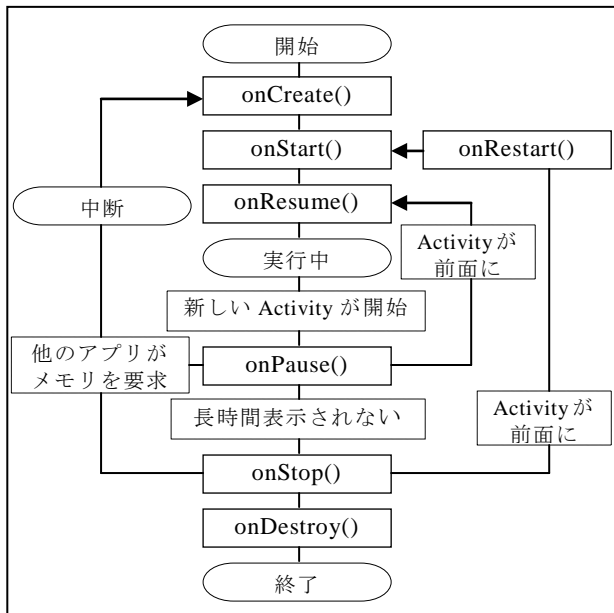 開始
onCreate()
onStart()
onRestart()
中断
onResume()
Activityが
前面に
実行中
新しい Activity が開始
他のアプリが
メモリを要求
onPause()
長時間表示されない
Activityが
前面に
onStop()
onDestroy()
終了